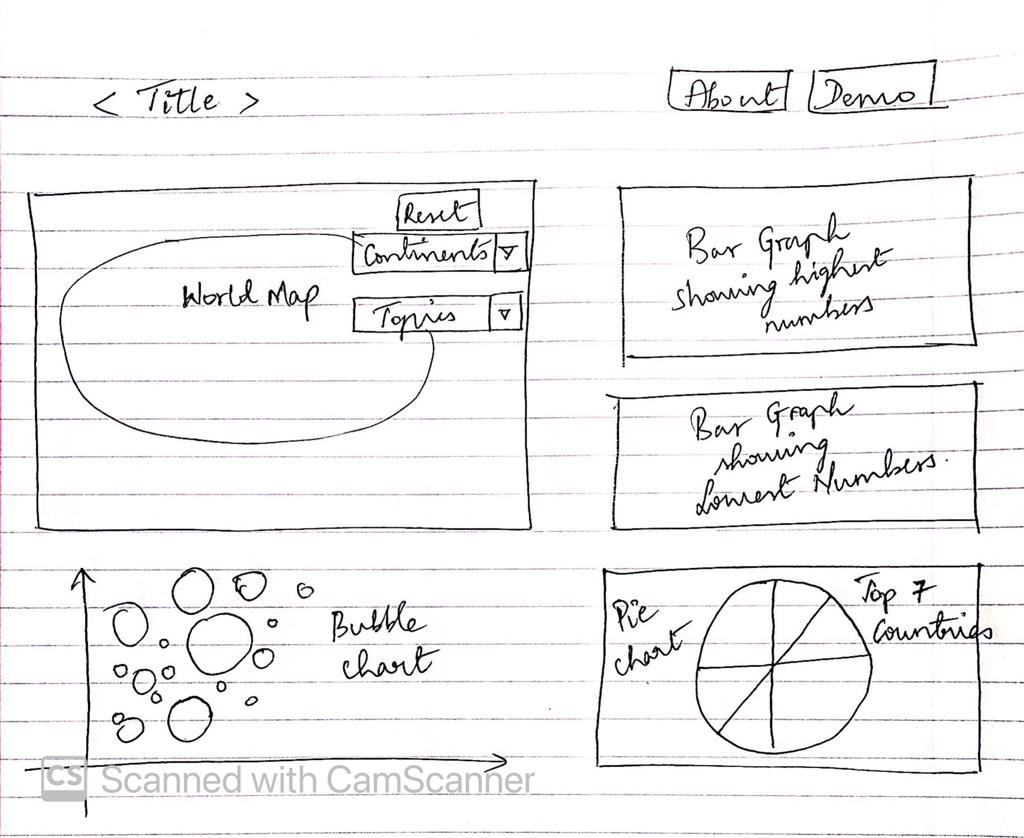 < Title >
About
Demo
Reset
Continents
World Map
Topics
Bar Graph
showing highest
numbers
Bar Graph
showing
Lowest Numbers.
Bubble
chart
Pie
chart
Top 7
Countries
CS Scanned with CamScanner